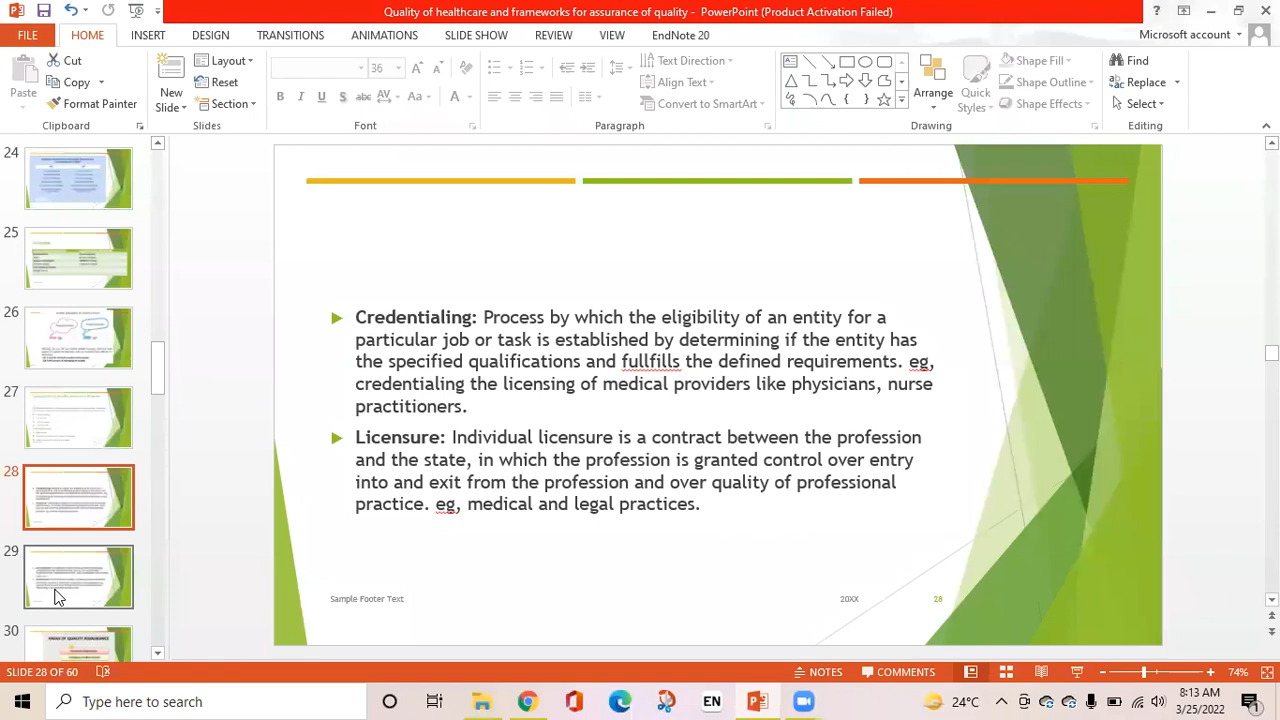 Quality of healthcare and frameworks for assurance of quality - PowerPoint (Product Activation Failed)
FILE HOME INSERT DESIGN TRANSITIONS ANIMATIONS SLIDE SHOW REVIEW VIEW EndNote 20 Microsoft account
Paste Cut Copy Format Painter
Clipboard
New Slide Layout Reset Section
Slides
36
B I U S abc AV Aa A
Font
Text Direction Align Text Convert to SmartArt
Paragraph
Arrange Quick Styles Shape Fill Shape Outline Shape Effects
Drawing
Find Replace Select
Editing
24
25
26
27
28
29
30
Credentialing: Process by which the eligibility of an entity for a
particular job or task is established by determining if the entity has
the specified qualifications and fullfills the defined requirements. eg,
credentialing the licensing of medical providers like physicians, nurse
practitioners.
Licensure: Individual licensure is a contract between the profession
and the state, in which the profession is granted control over entry
into and exit from the profession and over quality of professional
practice. eg, medical and legal practices.
Sample Footer Text 20XX 28
SLIDE 28 OF 60 NOTES COMMENTS 74%
Type here to search EN 24°C 8:13 AM
3/25/2022